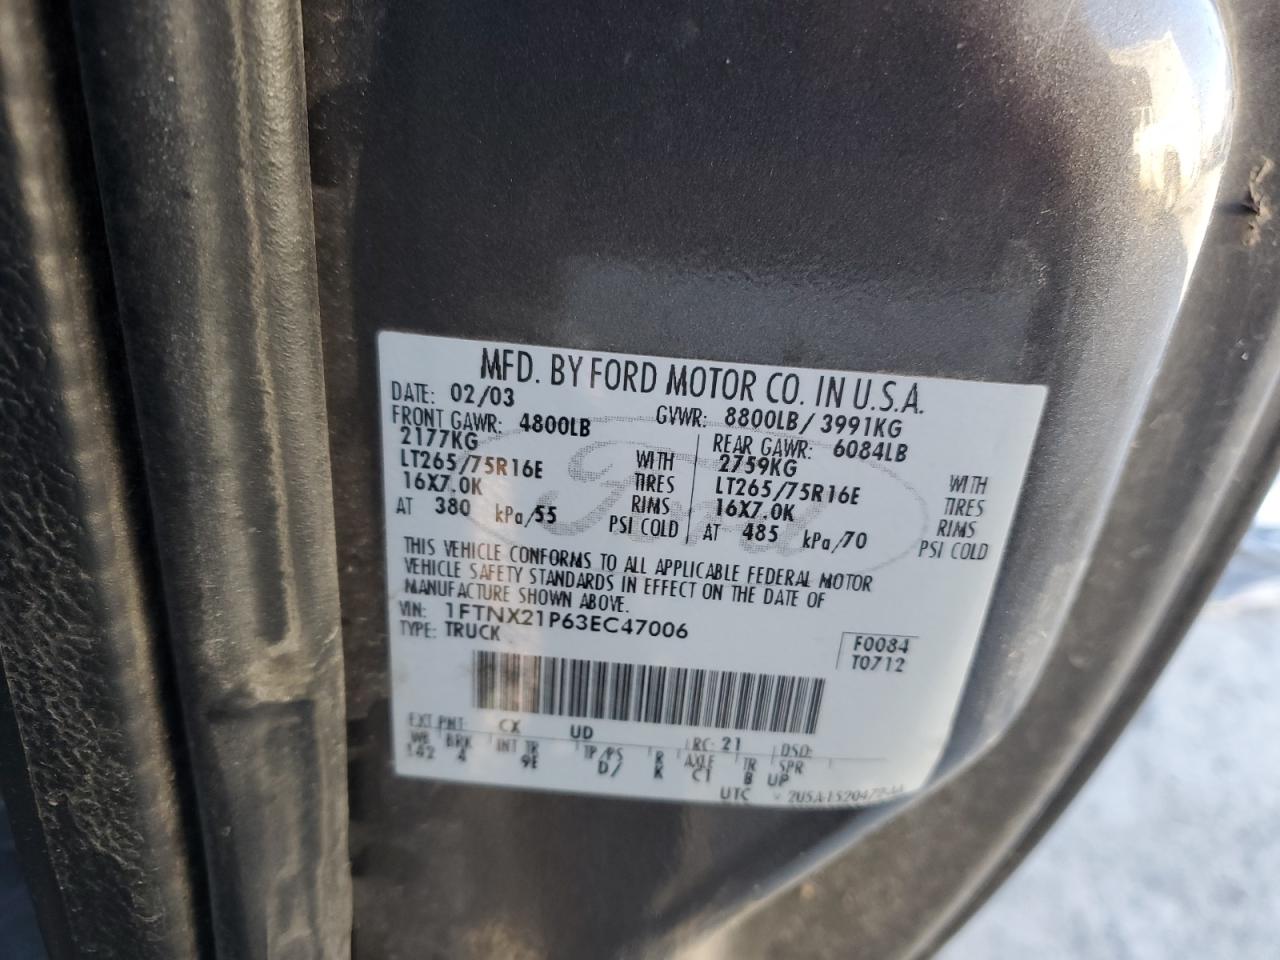 MFD. BY FORD MOTOR CO. IN U.S.A.
DATE: 02/03 GVWR: 8800LB/ 3991KG
FRONT GAWR: 4800LB REAR GAWR: 6084LB
2177KG WITH 2759KG WITH
LT265/75R16E TIRES LT265/75R16E TIRES
16X7.0K RIMS 16X7.0K RIMS
AT 380 kPa/55 PSI COLD AT 485 kPa/70 PSI COLD
Ford
THIS VEHICLE CONFORMS TO ALL APPLICABLE FEDERAL MOTOR
VEHICLE SAFETY STANDARDS IN EFFECT ON THE DATE OF
MANUFACTURE SHOWN ABOVE.
VIN: 1FTNX21P63EC47006
TYPE: TRUCK
F0084
T0712
EXT PNT: CX UD RC: 21 DSO:
WB BRK INT TR TP/PS R AXLE TR SPR
142 4 9E D/ K C1 B UP
UTC